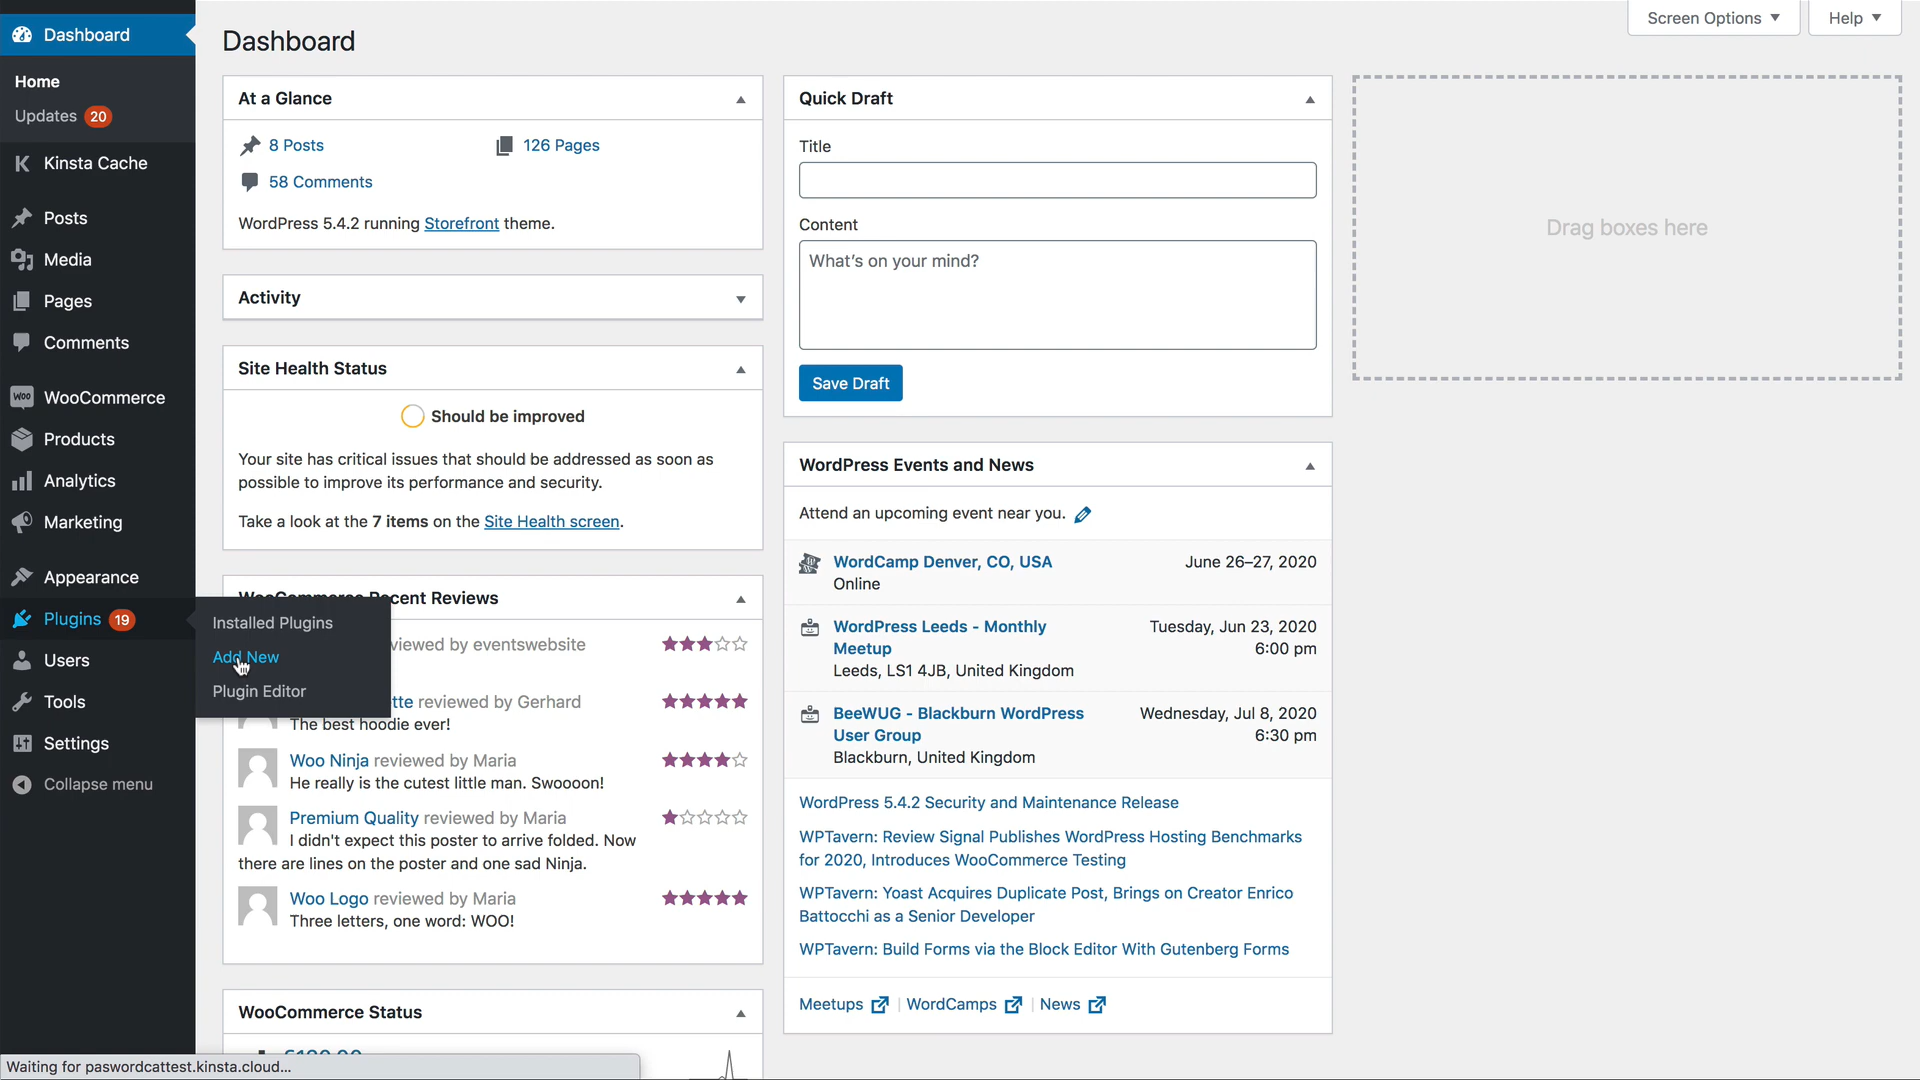 Dashboard
Home
Updates 20
Kinsta Cache
Posts
Media
Pages
Comments
WooCommerce
Products
Analytics
Marketing
Appearance
Plugins 19
Users
Tools
Settings
Collapse menu
Installed Plugins
Add New
Plugin Editor
Screen Options
Help
Dashboard
At a Glance
8 Posts
126 Pages
58 Comments
WordPress 5.4.2 running Storefront theme.
Activity
Site Health Status
Should be improved
Your site has critical issues that should be addressed as soon as
possible to improve its performance and security.
Take a look at the 7 items on the Site Health screen.
Recent Reviews
reviewed by eventswebsite
reviewed by Gerhard
The best hoodie ever!
Woo Ninja reviewed by Maria
He really is the cutest little man. Swoooon!
Premium Quality reviewed by Maria
I didn't expect this poster to arrive folded. Now
there are lines on the poster and one sad Ninja.
Woo Logo reviewed by Maria
Three letters, one word: WOO!
WooCommerce Status
Quick Draft
Title
Content
What's on your mind?
Save Draft
WordPress Events and News
Attend an upcoming event near you.
WordCamp Denver, CO, USA
June 26–27, 2020
Online
WordPress Leeds - Monthly
Tuesday, Jun 23, 2020
Meetup
6:00 pm
Leeds, LS1 4JB, United Kingdom
BeeWUG - Blackburn WordPress
Wednesday, Jul 8, 2020
User Group
6:30 pm
Blackburn, United Kingdom
WordPress 5.4.2 Security and Maintenance Release
WPTavern: Review Signal Publishes WordPress Hosting Benchmarks
for 2020, Introduces WooCommerce Testing
WPTavern: Yoast Acquires Duplicate Post, Brings on Creator Enrico
Battocchi as a Senior Developer
WPTavern: Build Forms via the Block Editor With Gutenberg Forms
Meetups | WordCamps | News
Drag boxes here
Waiting for paswordcattest.kinsta.cloud...